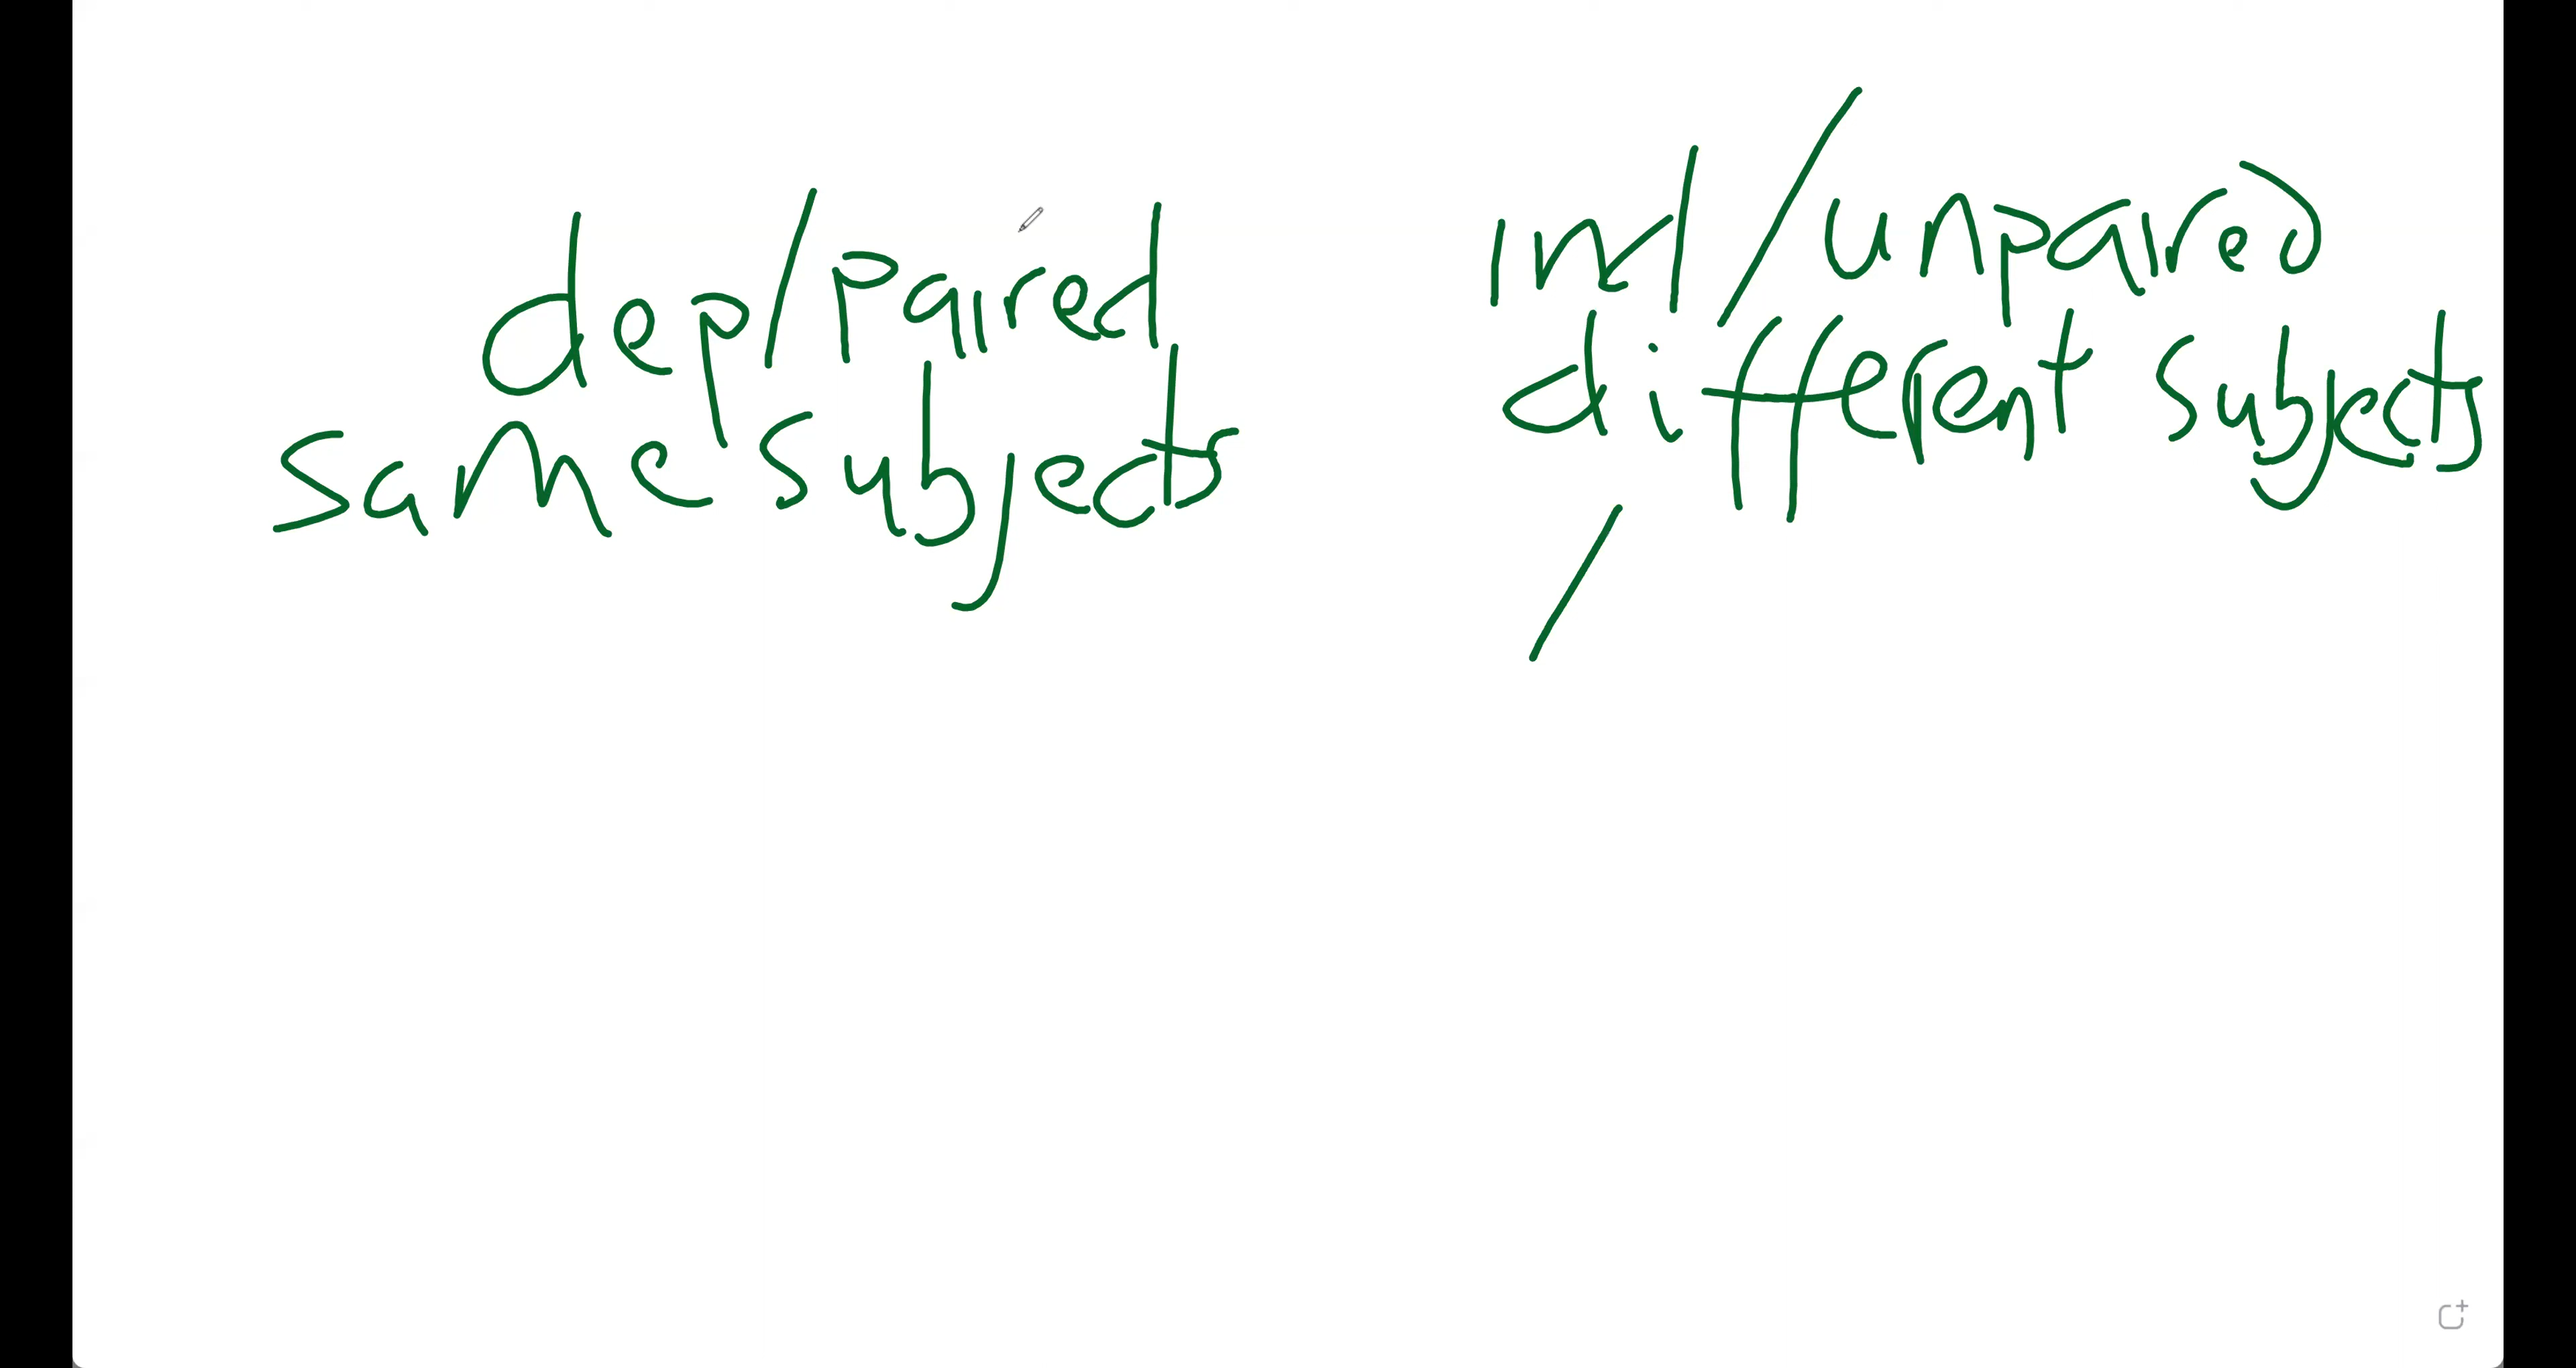 dep/paired
same subjects
ind/unpaired
different subjects
/